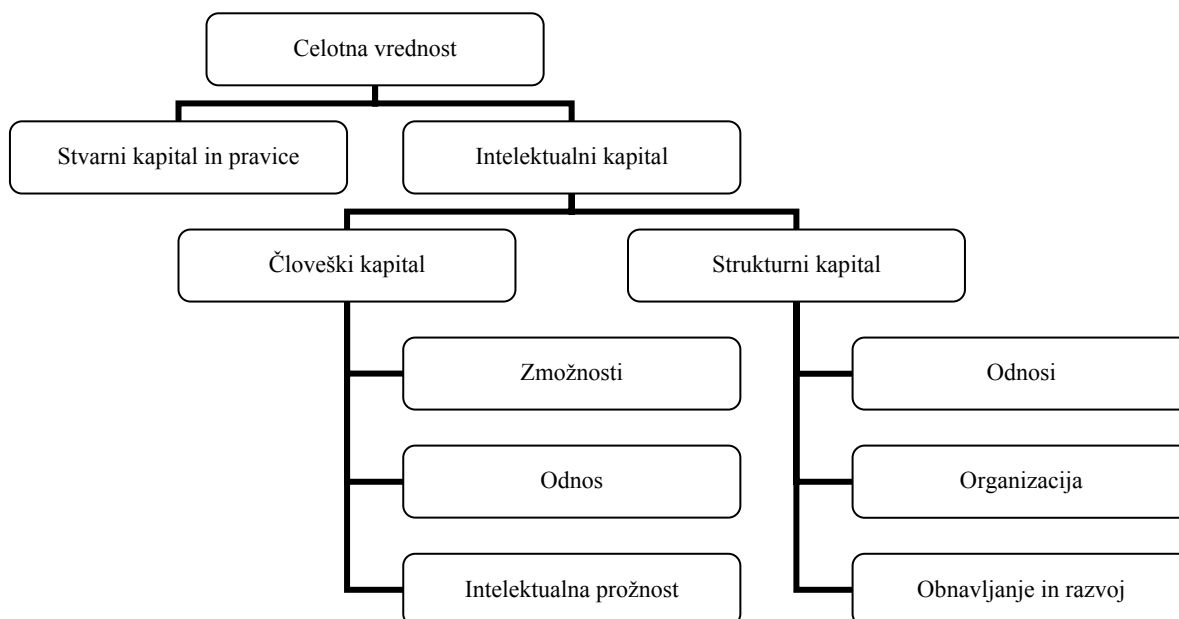 Celotna vrednost
Stvarni kapital in pravice
Intelektualni kapital
Človeški kapital
Strukturni kapital
Zmožnosti
Odnosi
Odnos
Organizacija
Intelektualna prožnost
Obnavljanje in razvoj